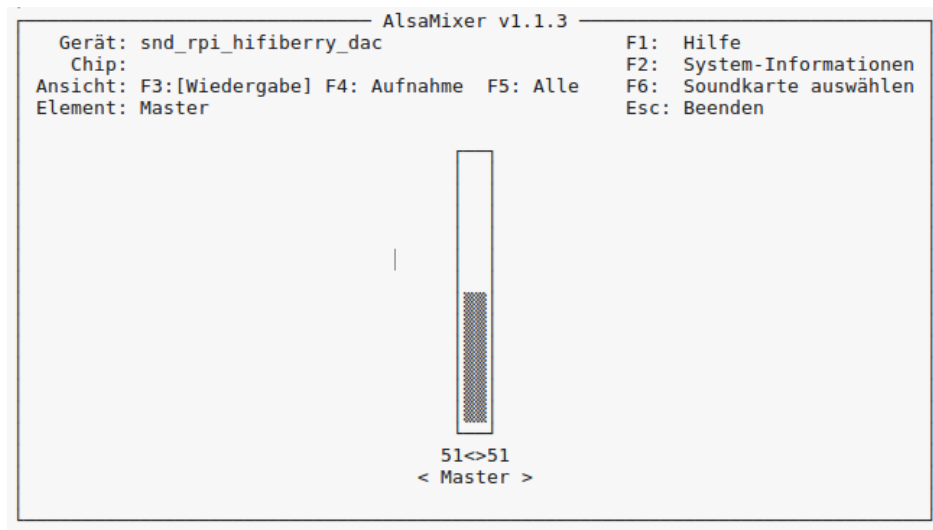 AlsaMixer v1.1.3
Gerät: snd_rpi_hifiberry_dac F1: Hilfe
Chip: F2: System-Informationen
Ansicht: F3:[Wiedergabe] F4: Aufnahme F5: Alle F6: Soundkarte auswählen
Element: Master Esc: Beenden
51<>51
< Master >